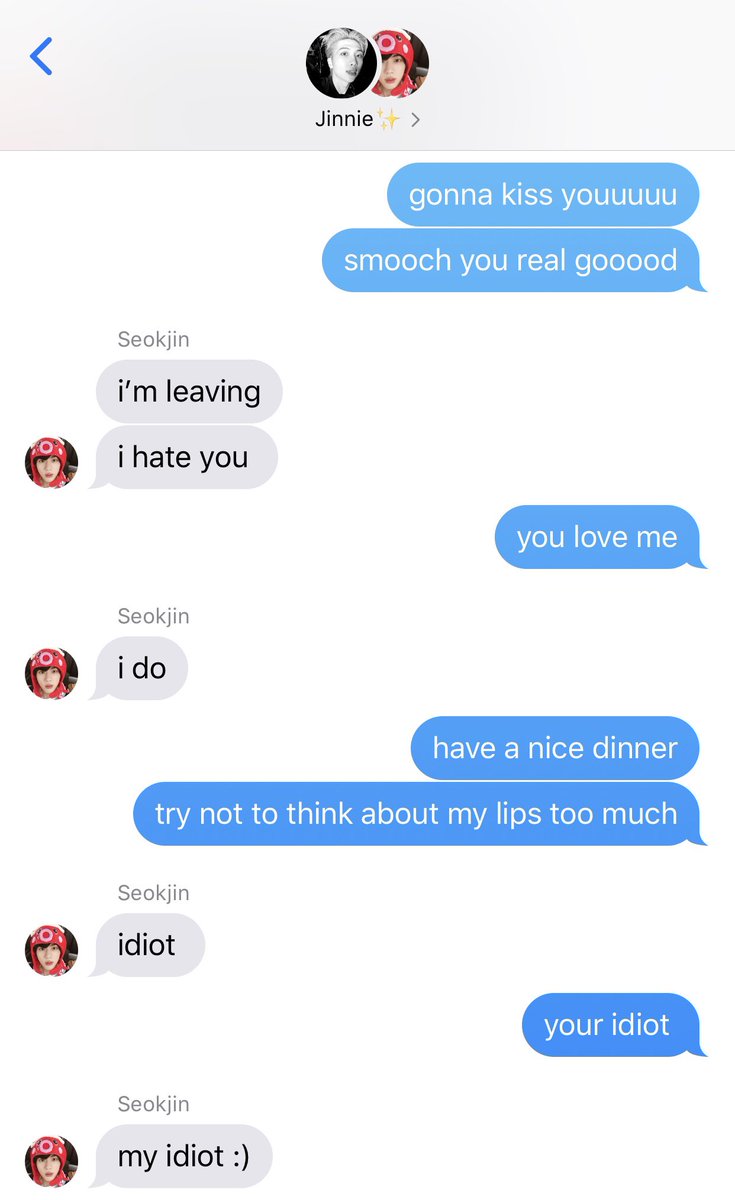 Jinnie✨
gonna kiss youuuuu
smooch you real gooood
Seokjin
i’m leaving
i hate you
you love me
Seokjin
i do
have a nice dinner
try not to think about my lips too much
Seokjin
idiot
your idiot
Seokjin
my idiot :)